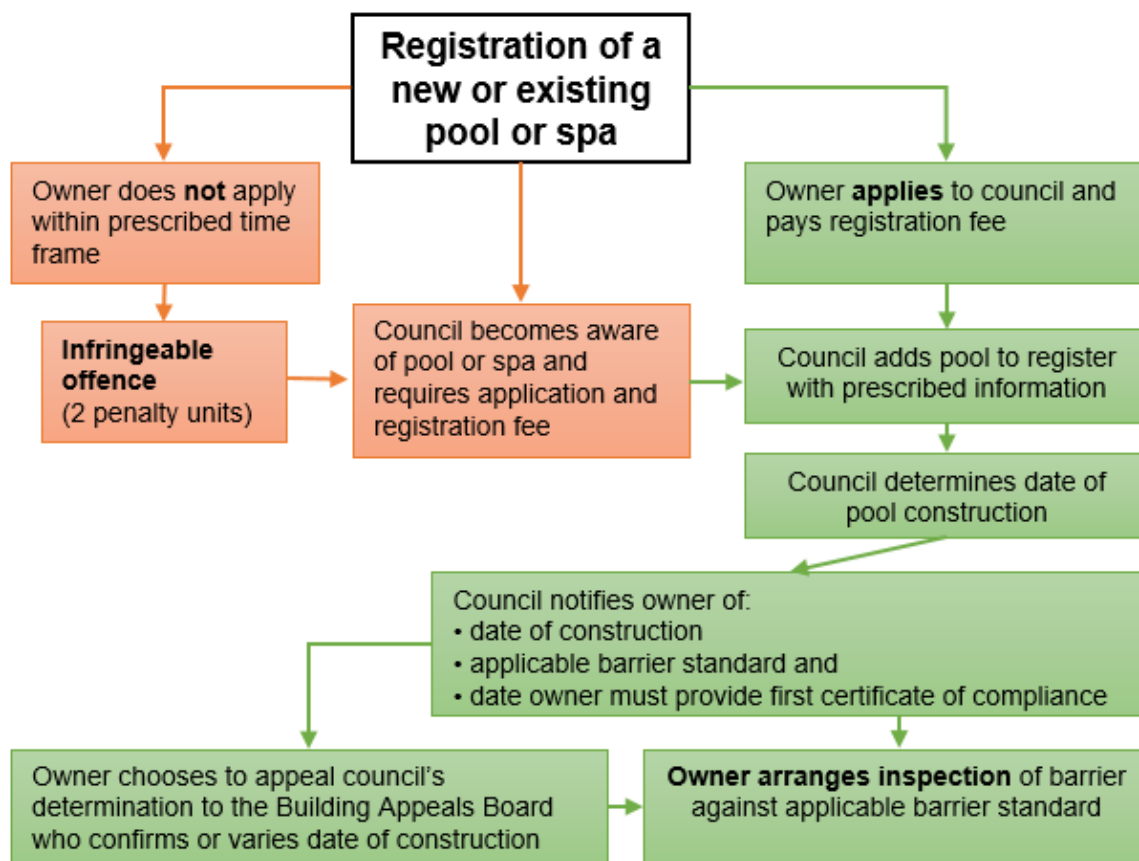 Registration of a
new or existing
pool or spa
Owner does not apply
within prescribed time
frame
Owner applies to council and
pays registration fee
Infringeable
offence
(2 penalty units)
Council becomes aware
of pool or spa and
requires application and
registration fee
Council adds pool to register
with prescribed information
Council determines date of
pool construction
Council notifies owner of:
• date of construction
• applicable barrier standard and
• date owner must provide first certificate of compliance
Owner chooses to appeal council’s
determination to the Building Appeals Board
who confirms or varies date of construction
Owner arranges inspection of barrier
against applicable barrier standard